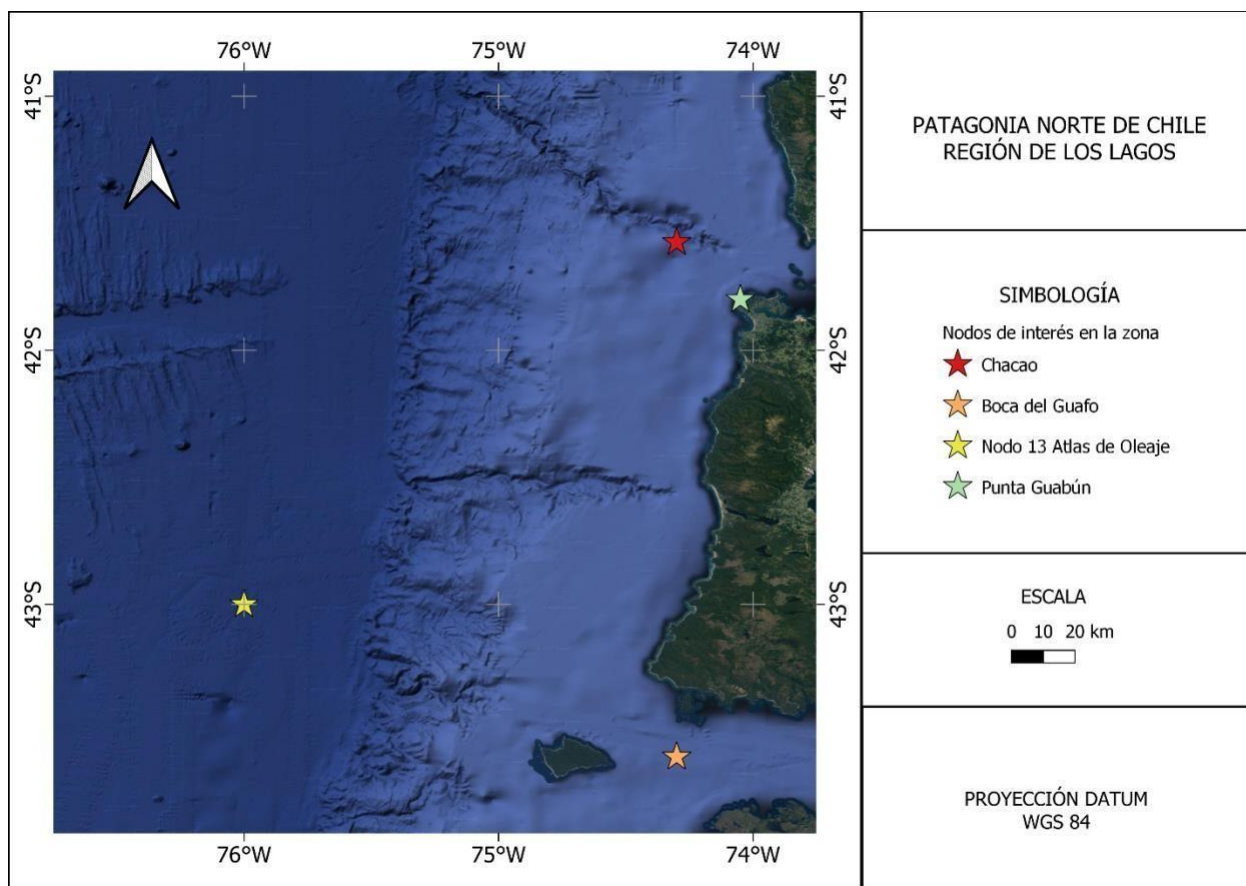 76°W
75°W
74°W
41°S
41°S
42°S
42°S
43°S
43°S
76°W
75°W
74°W
PATAGONIA NORTE DE CHILE
REGIÓN DE LOS LAGOS
SIMBOLOGÍA
Nodos de interés en la zona
Chacao
Boca del Guafo
Nodo 13 Atlas de Oleaje
Punta Guabún
ESCALA
0 10 20 km
PROYECCIÓN DATUM
WGS 84